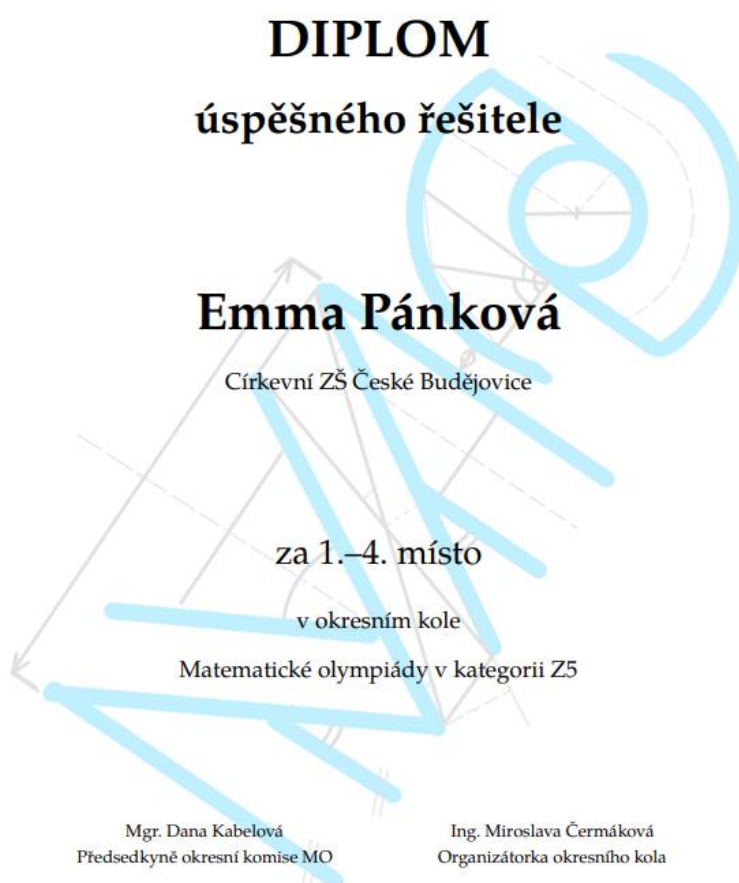 DIPLOM
úspěšného řešitele
Emma Pánková
Církevní ZŠ České Budějovice
za 1.–4. místo
v okresním kole
Matematické olympiády v kategorii Z5
Mgr. Dana Kabelová
Předsedkyně okresní komise MO
Ing. Miroslava Čermáková
Organizátorka okresního kola